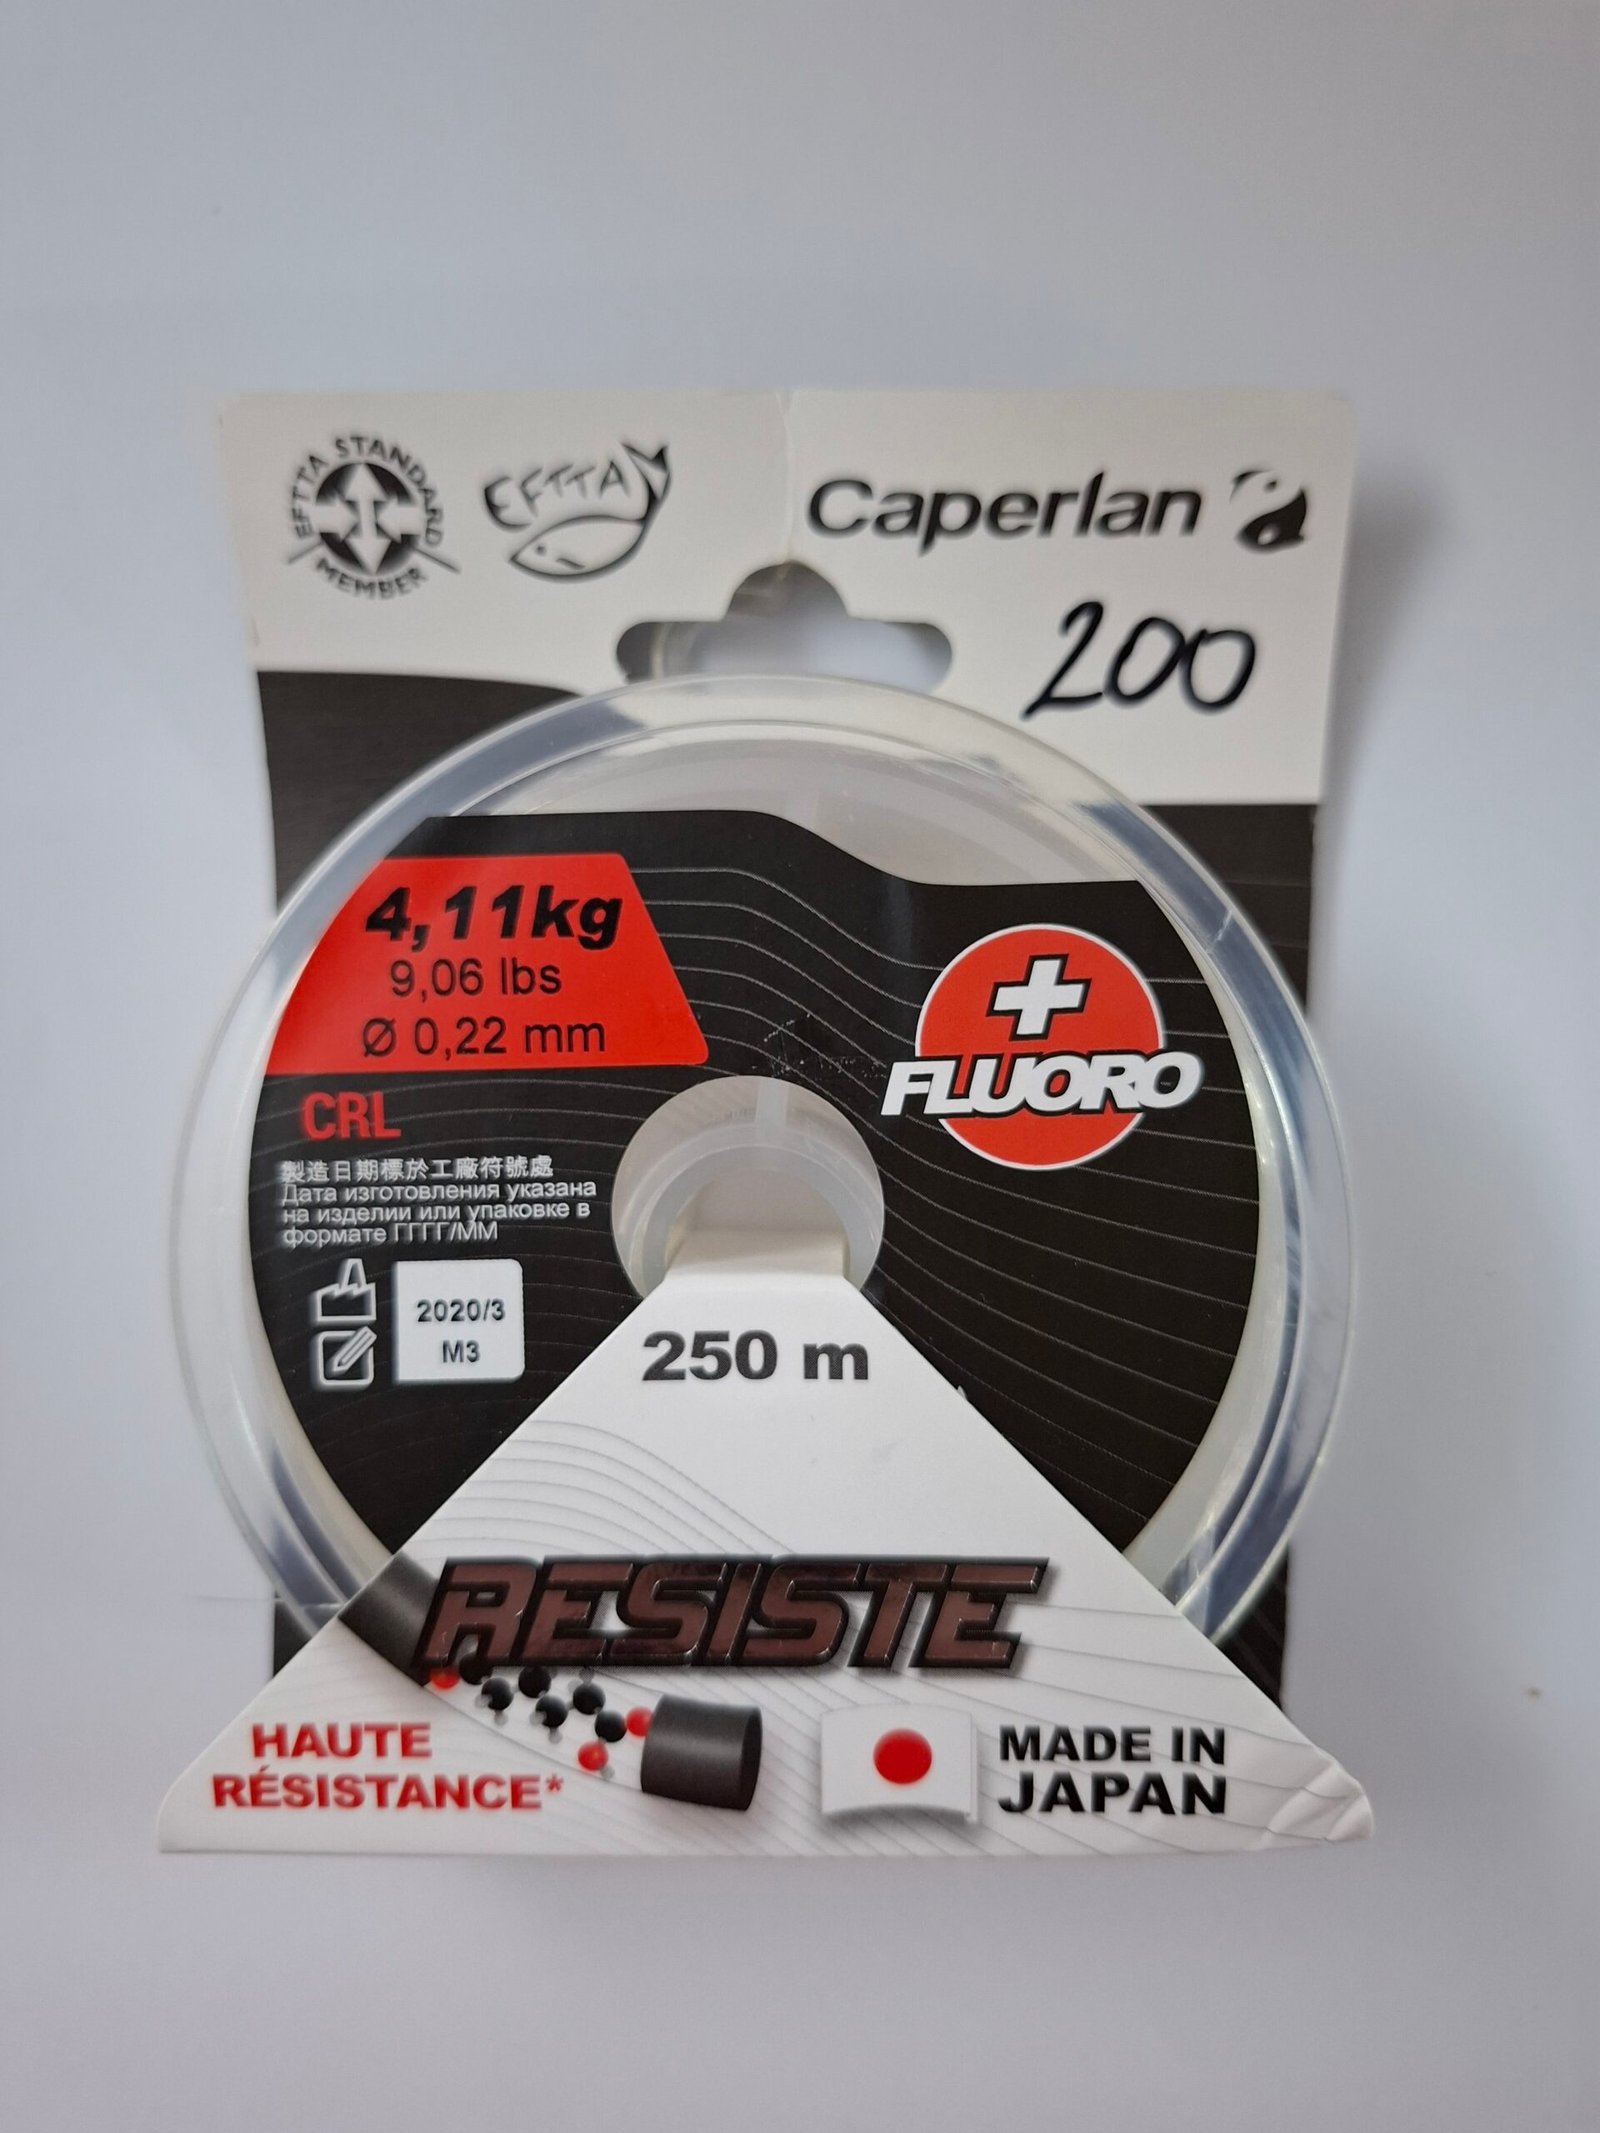 EFTTA STANDARD
MEMBER
EFTTA
Caperlan
200
4,11kg
9,06 lbs
Ø 0,22 mm
CRL
+
FLUORO
製造日期標於工廠符號處
Дата изготовления указана
на изделии или упаковке в
формате ГГГГ/ММ
2020/3
M3
250 m
RESISTE
HAUTE
RÉSISTANCE*
MADE IN
JAPAN